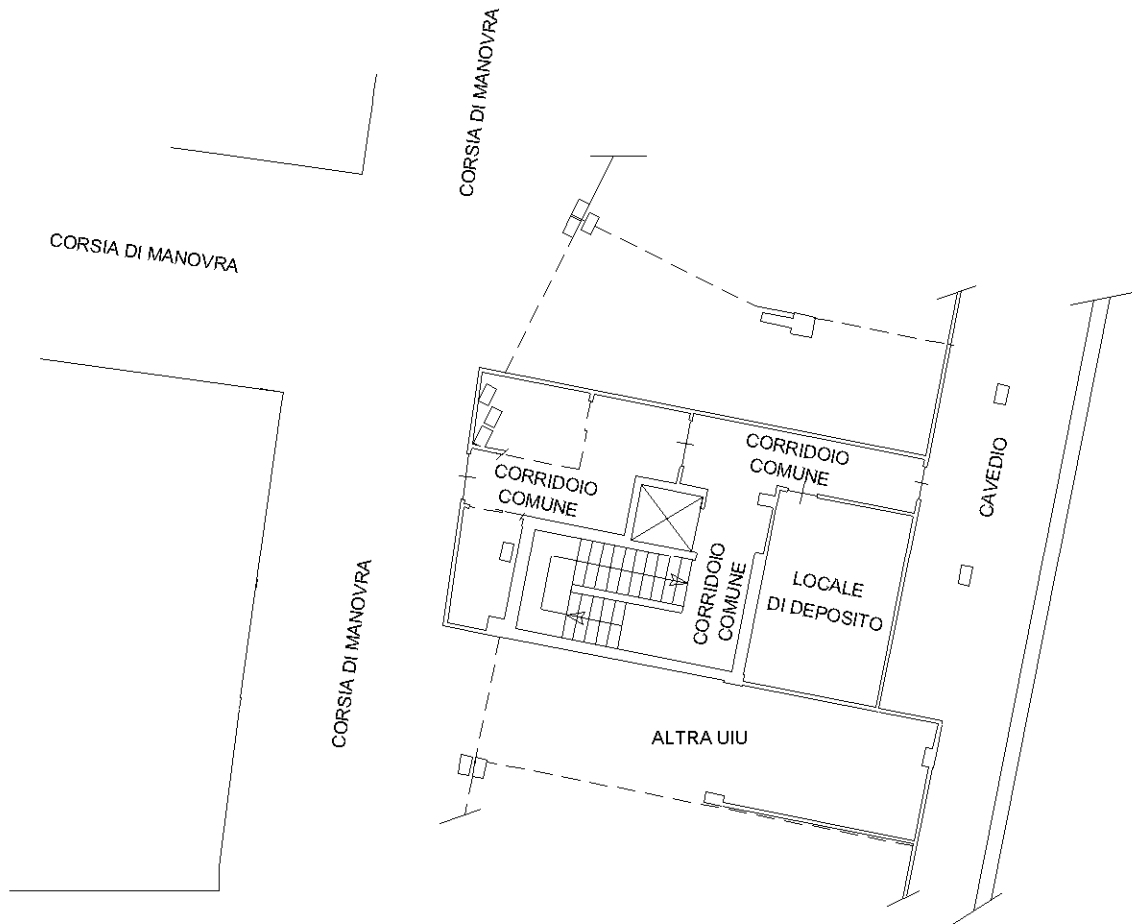 CORSIA DI MANOVRA
CORSIA DI MANOVRA
CORRIDOIO
COMUNE
CORRIDOIO
COMUNE
CAVEDIO
CORRIDOIO
COMUNE
LOCALE
DI DEPOSITO
CORSIA DI MANOVRA
ALTRA UIU